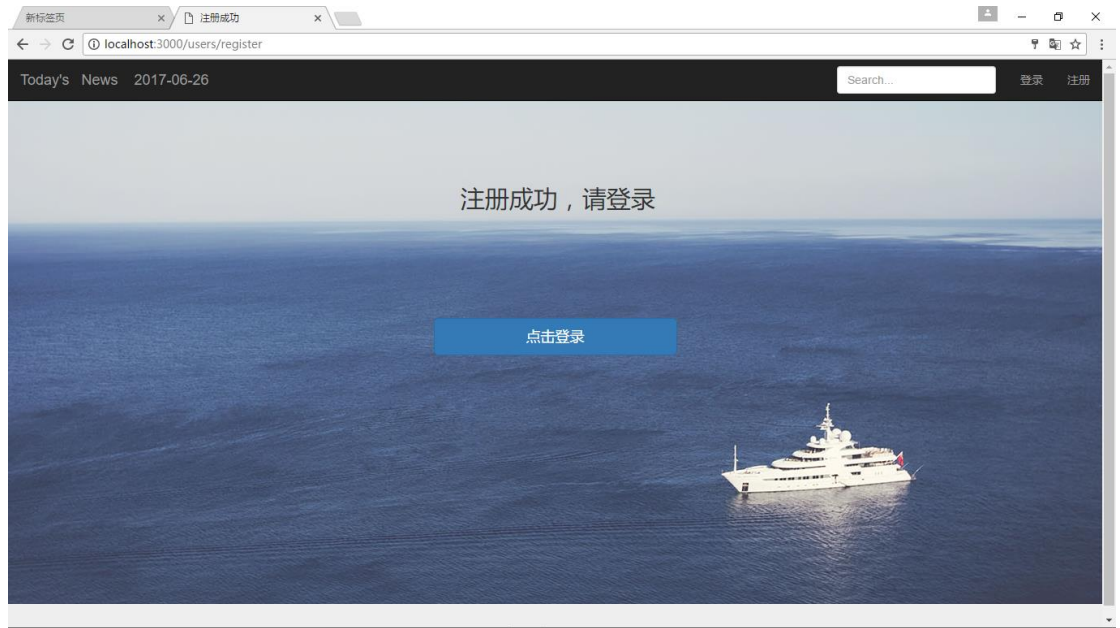 新标签页
注册成功
localhost:3000/users/register
Today's News 2017-06-26
Search...
登录
注册
注册成功，请登录
点击登录